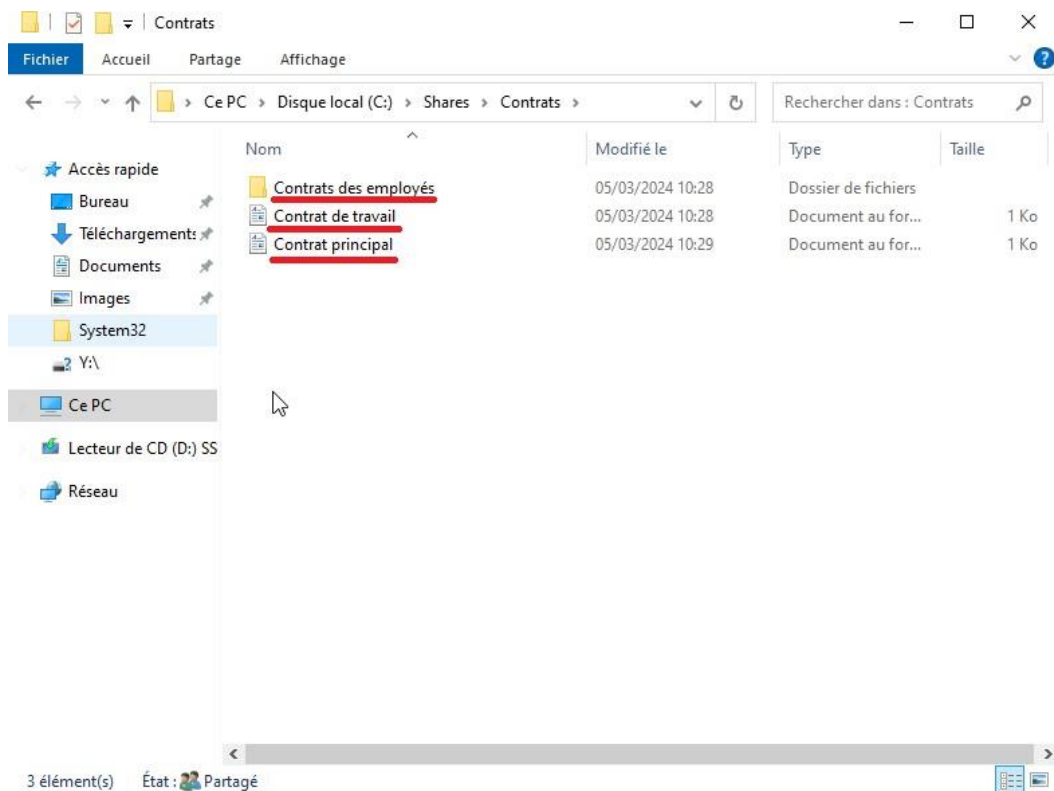 Contrats
Fichier Accueil Partage Affichage
Ce PC > Disque local (C:) > Shares > Contrats > Rechercher dans : Contrats
Nom Modifié le Type Taille
Accès rapide
Contrats des employés 05/03/2024 10:28 Dossier de fichiers
Bureau
Contrat de travail 05/03/2024 10:28 Document au for... 1 Ko
Téléchargements
Contrat principal 05/03/2024 10:29 Document au for... 1 Ko
Documents
Images
System32
Y:\
Ce PC
Lecteur de CD (D:) SS
Réseau
3 élément(s) État : Partagé